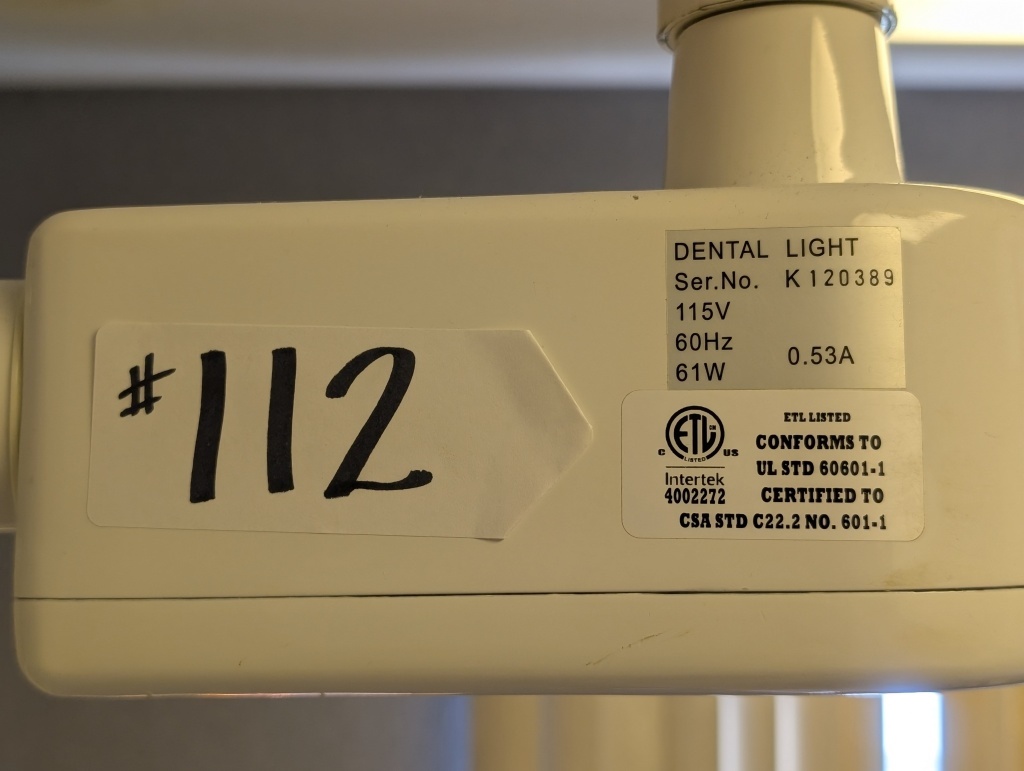 #112
DENTAL LIGHT
Ser.No. K120389
115V
60Hz
0.53A
61W
ETL
CM
LISTED
C US
Intertek
4002272
ETL LISTED
CONFORMS TO
UL STD 60601-1
CERTIFIED TO
CSA STD C22.2 NO. 601-1